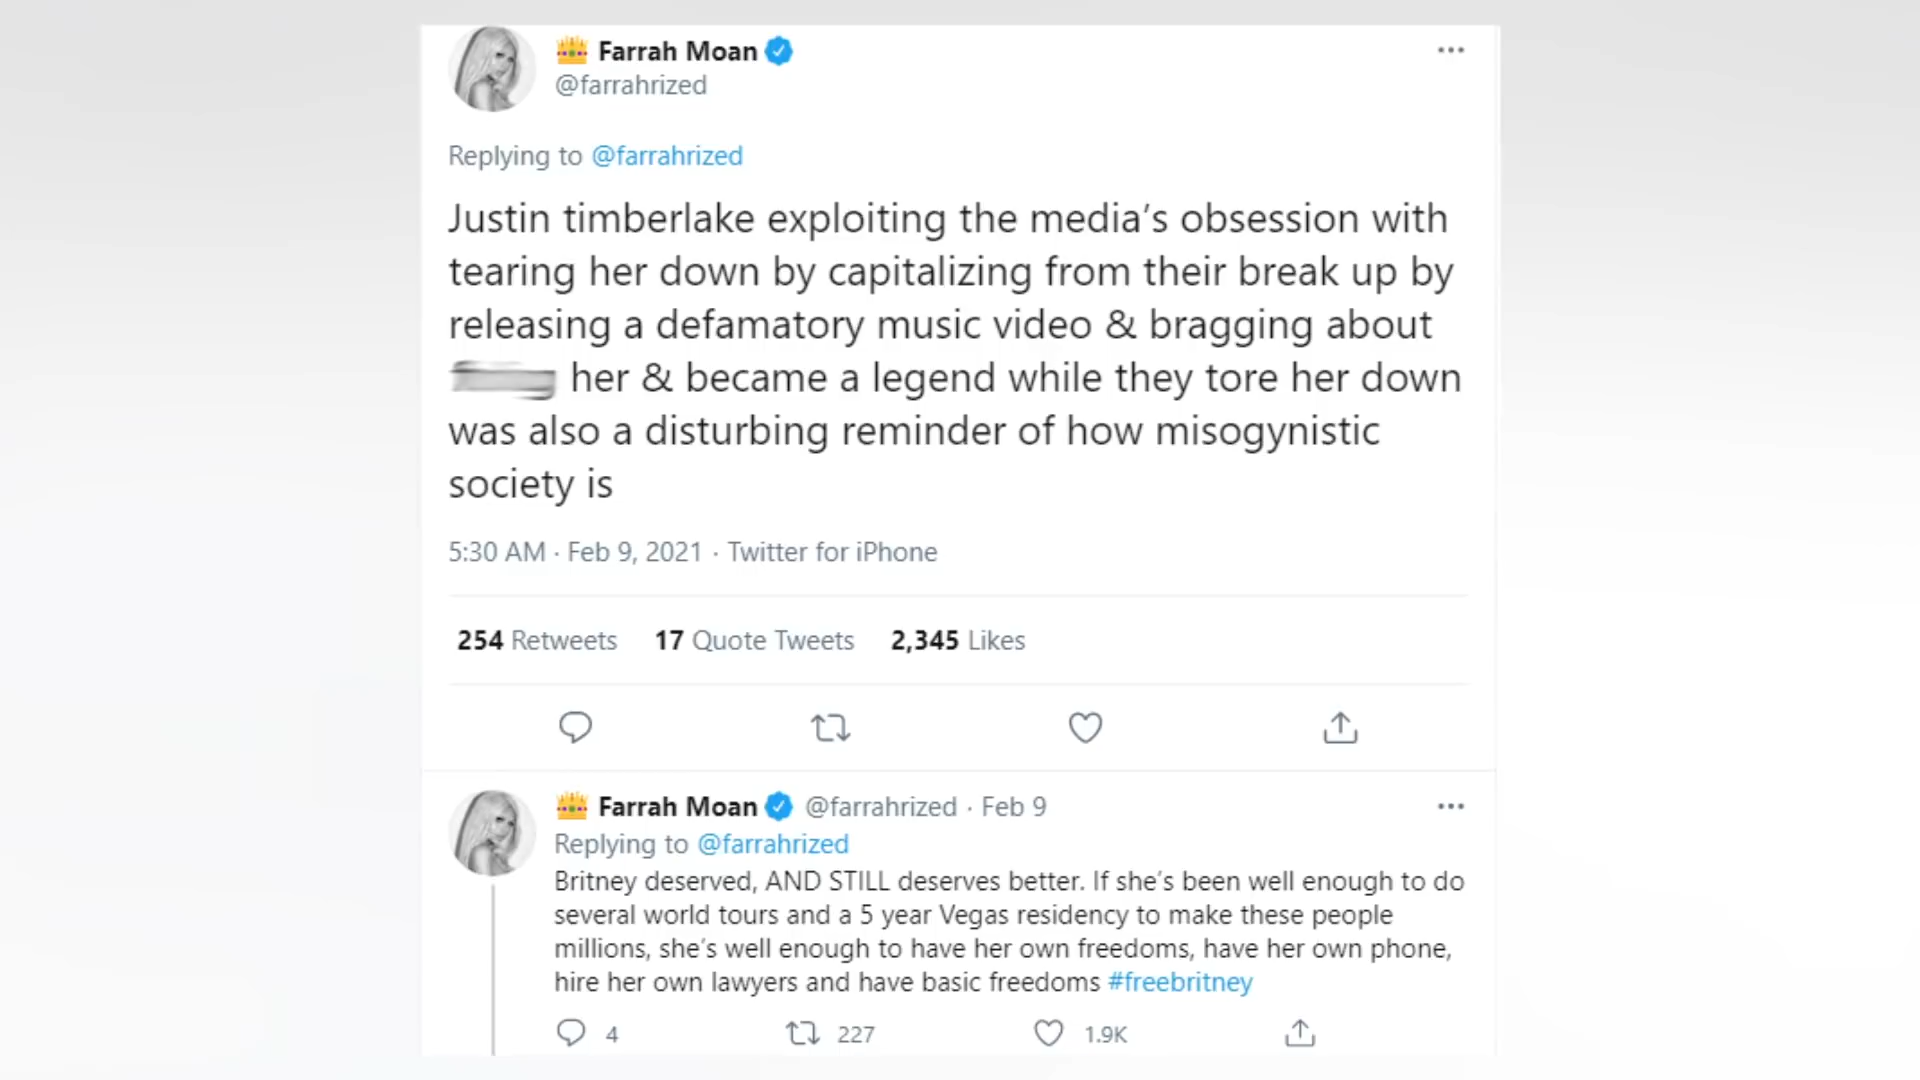 Farrah Moan
@farrahrized
Replying to @farrahrized
Justin timberlake exploiting the media's obsession with
tearing her down by capitalizing from their break up by
releasing a defamatory music video & bragging about
her & became a legend while they tore her down
was also a disturbing reminder of how misogynistic
society is
5:30 AM · Feb 9, 2021 · Twitter for iPhone
254 Retweets 17 Quote Tweets 2,345 Likes
Farrah Moan @farrahrized · Feb 9
Replying to @farrahrized
Britney deserved, AND STILL deserves better. If she's been well enough to do
several world tours and a 5 year Vegas residency to make these people
millions, she's well enough to have her own freedoms, have her own phone,
hire her own lawyers and have basic freedoms #freebritney
4 227 1.9K